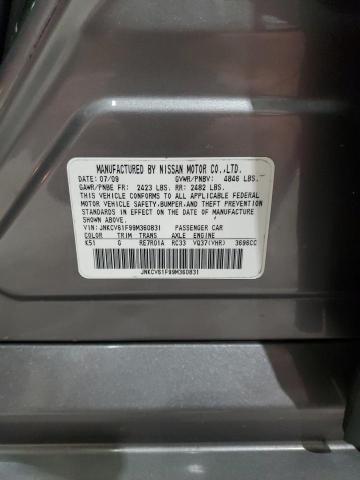 MANUFACTURED BY NISSAN MOTOR CO.,LTD.
DATE: 07/09 GVWR/PNBV: 4846 LBS.
GAWR/PNBE FR: 2423 LBS. RR: 2482 LBS.
THIS VEHICLE CONFORMS TO ALL APPLICABLE FEDERAL
MOTOR VEHICLE SAFETY,BUMPER, AND THEFT PREVENTION
STANDARDS IN EFFECT ON THE DATE OF MANUFACTURE
SHOWN ABOVE.
VIN: JNKCV61F99M360831 PASSENGER CAR
COLOR TRIM TRANS AXLE ENGINE
K51 G RE7R01A RC33 VQ37(VHR) 3696CC
JNKCV61F99M360831